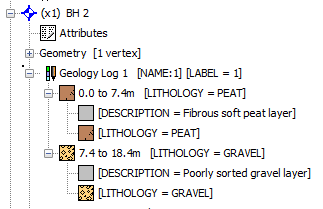 (x1) BH 2
Attributes
Geometry [1 vertex]
Geology Log 1 [NAME:1] [LABEL = 1]
0.0 to 7.4m [LITHOLOGY = PEAT]
[DESCRIPTION = Fibrous soft peat layer]
[LITHOLOGY = PEAT]
7.4 to 18.4m [LITHOLOGY = GRAVEL]
[DESCRIPTION = Poorly sorted gravel layer]
[LITHOLOGY = GRAVEL]